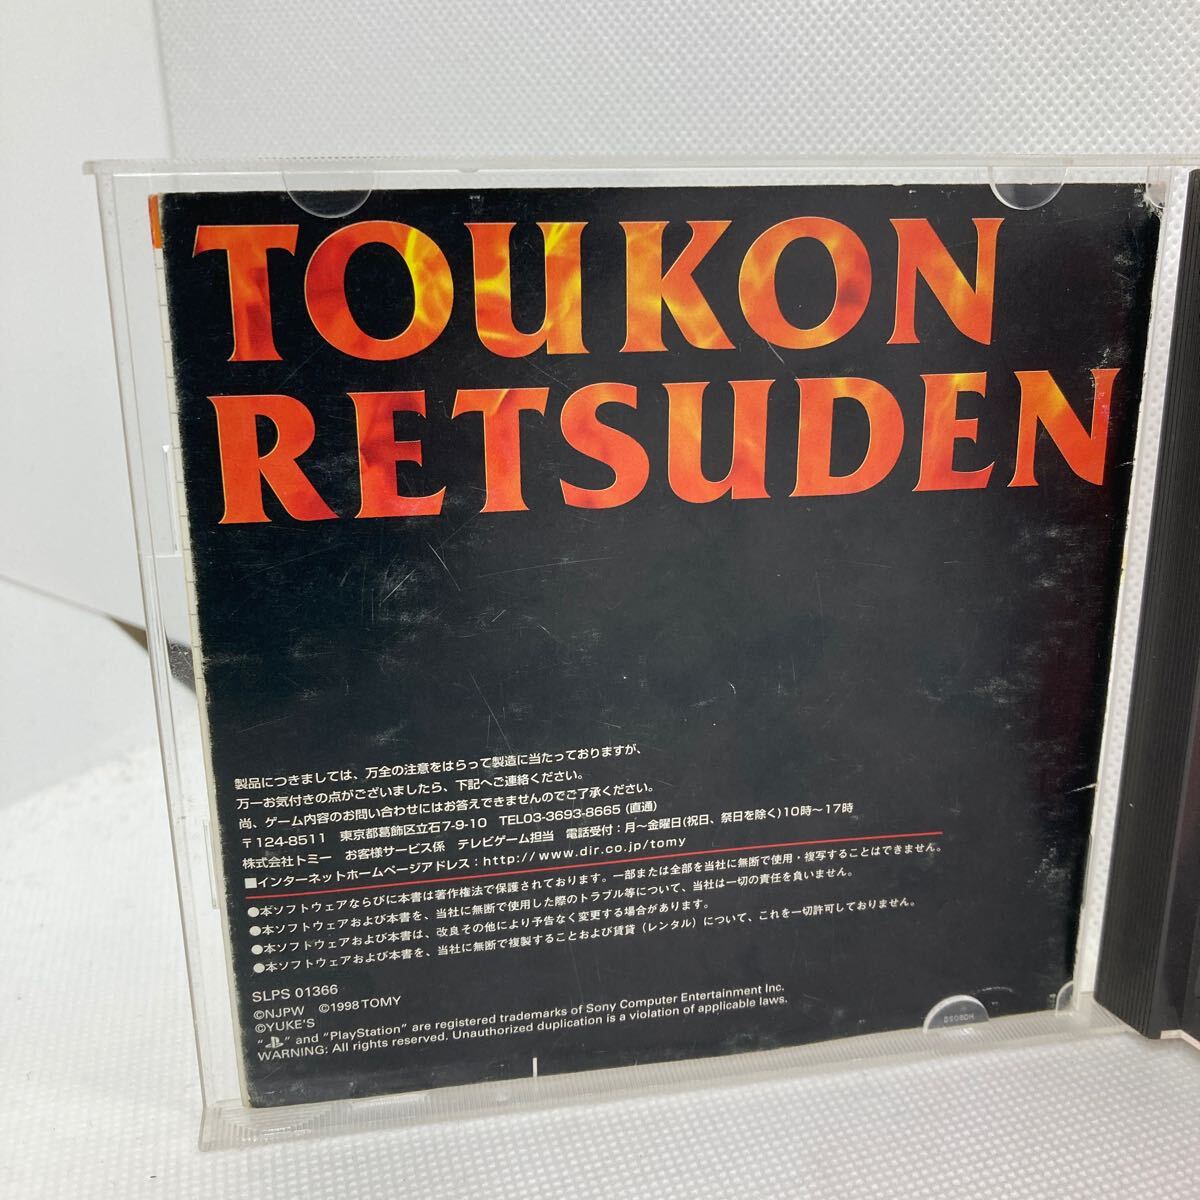 TOUKON
RETSUDEN
製品につきましては、万全の注意をはらって製造に当たっておりますが、
万一お気付きの点がございましたら、下記へご連絡ください。
尚、ゲーム内容のお問い合わせにはお答えできませんのでご了承ください。
〒124-8511 東京都葛飾区立石7-9-10 TEL03-3693-8665 (直通)
株式会社トミー お客様サービス係 テレビゲーム担当 電話受付：月〜金曜日(祝日、祭日を除く)10時〜17時
■インターネットホームページアドレス：http://www.dir.co.jp/tomy
●本ソフトウェアならびに本書は著作権法で保護されております。一部または全部を当社に無断で使用・複写することはできません。
●本ソフトウェアおよび本書を、当社に無断で使用した際のトラブル等について、当社は一切の責任を負いません。
●本ソフトウェアおよび本書は、改良その他により予告なく変更する場合があります。
●本ソフトウェアおよび本書を、当社に無断で複製することおよび賃貸（レンタル）について、これを一切許可しておりません。
SLPS 01366
©NJPW ©1998 TOMY
©YUKE'S
" " and "PlayStation" are registered trademarks of Sony Computer Entertainment Inc.
WARNING: All rights reserved. Unauthorized duplication is a violation of applicable laws.